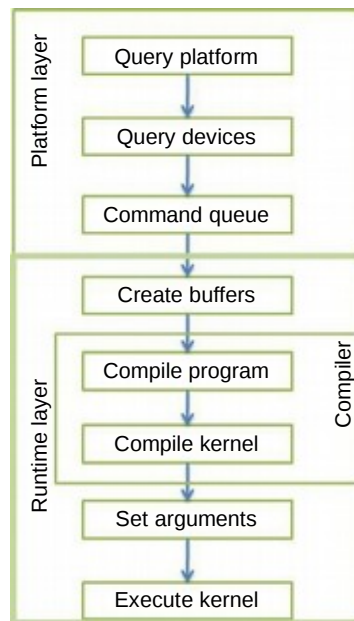 Platform layer
Query platform
Query devices
Command queue
Runtime layer
Create buffers
Compiler
Compile program
Compile kernel
Set arguments
Execute kernel